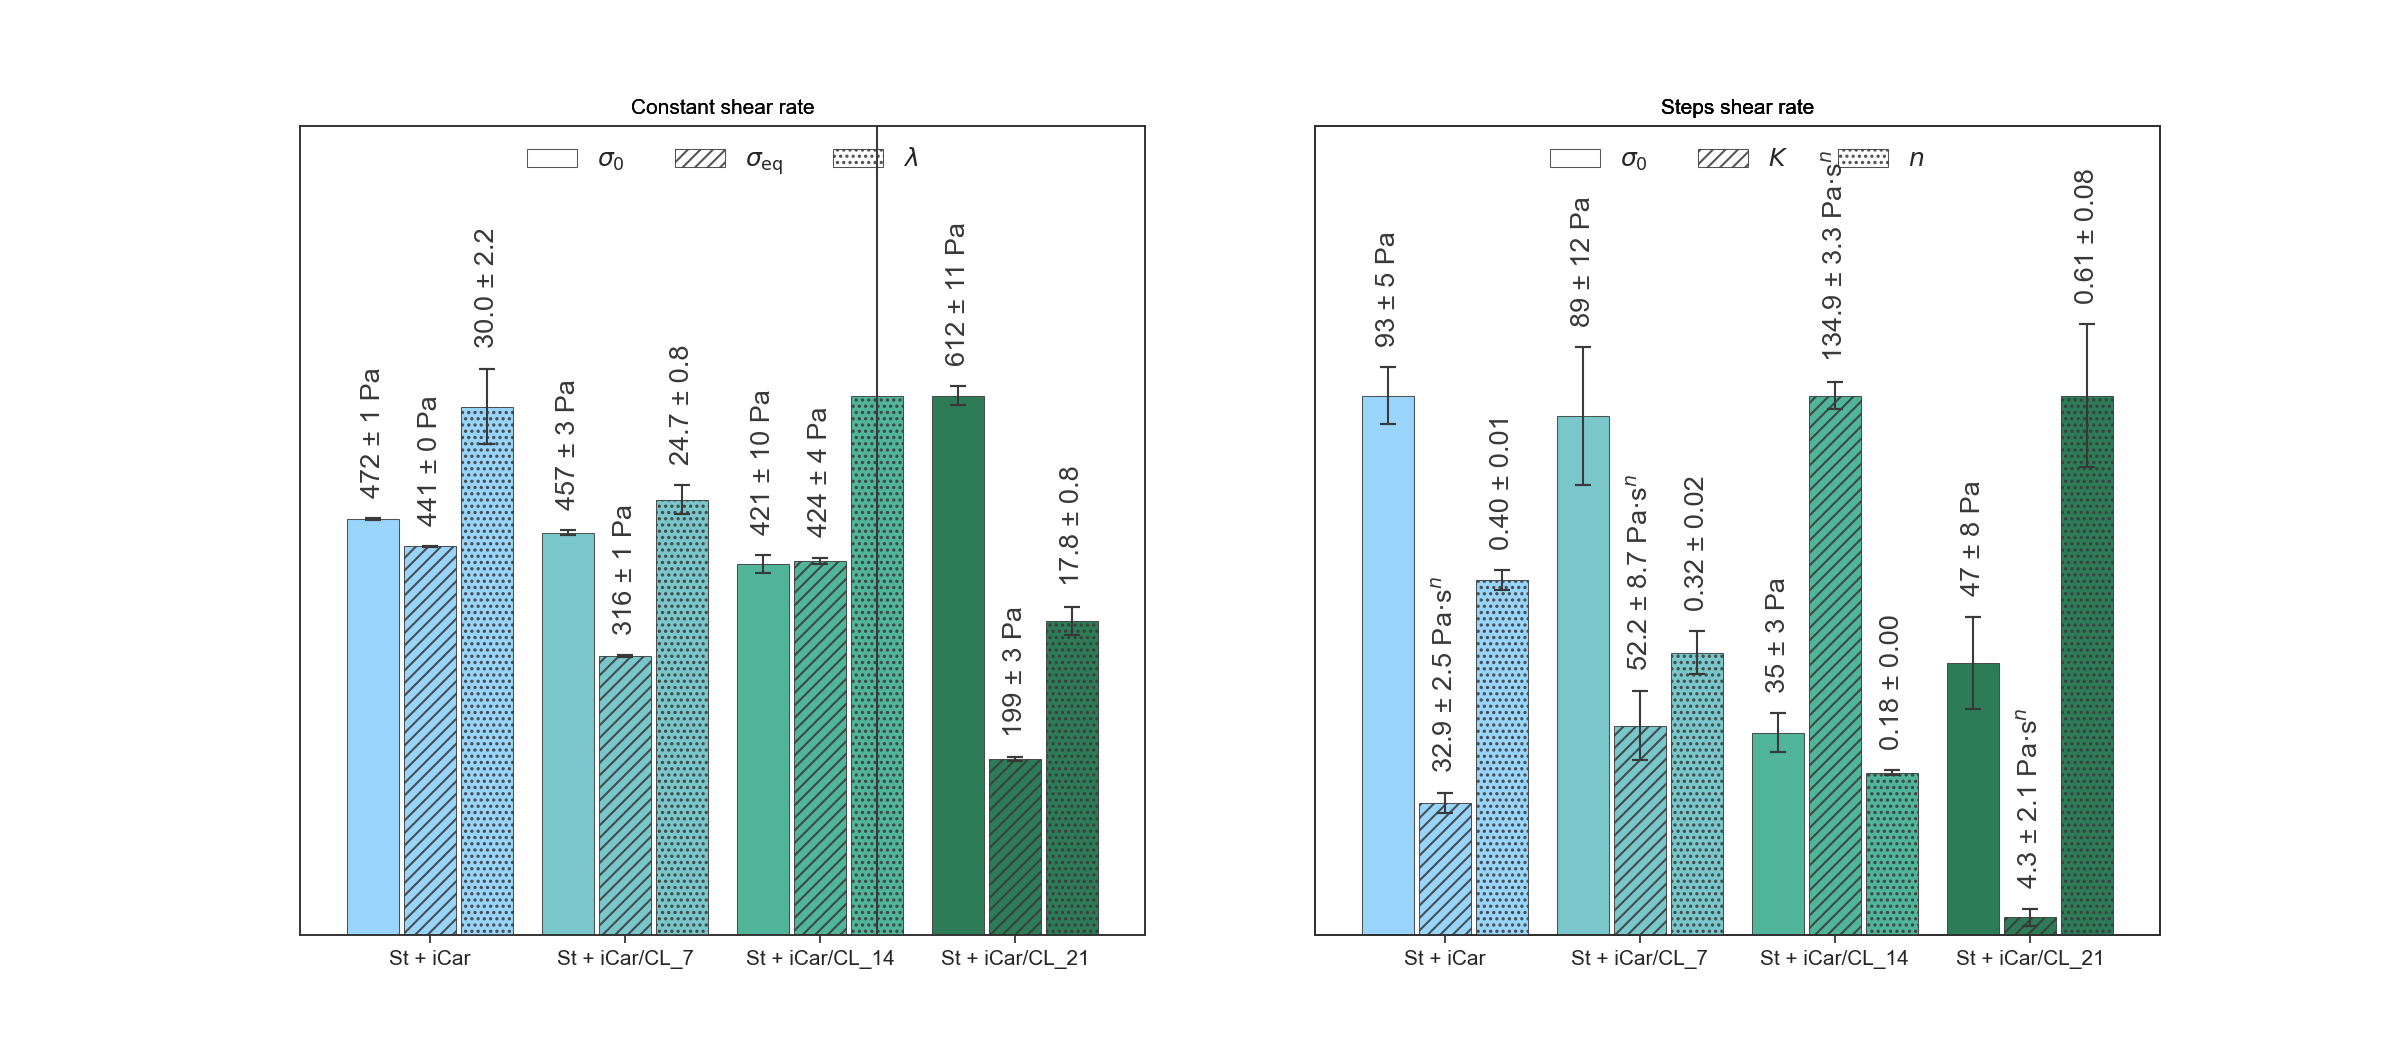 Constant shear rate
σ0 σeq λ
472 ± 1 Pa
441 ± 0 Pa
30.0 ± 2.2
457 ± 3 Pa
316 ± 1 Pa
24.7 ± 0.8
421 ± 10 Pa
424 ± 4 Pa
612 ± 11 Pa
199 ± 3 Pa
17.8 ± 0.8
St + iCar
St + iCar/CL_7
St + iCar/CL_14
St + iCar/CL_21
Steps shear rate
σ0 K n
93 ± 5 Pa
32.9 ± 2.5 Pa·sⁿ
0.40 ± 0.01
89 ± 12 Pa
52.2 ± 8.7 Pa·sⁿ
0.32 ± 0.02
35 ± 3 Pa
134.9 ± 3.3 Pa·sⁿ
0.18 ± 0.00
47 ± 8 Pa
4.3 ± 2.1 Pa·sⁿ
0.61 ± 0.08
St + iCar
St + iCar/CL_7
St + iCar/CL_14
St + iCar/CL_21